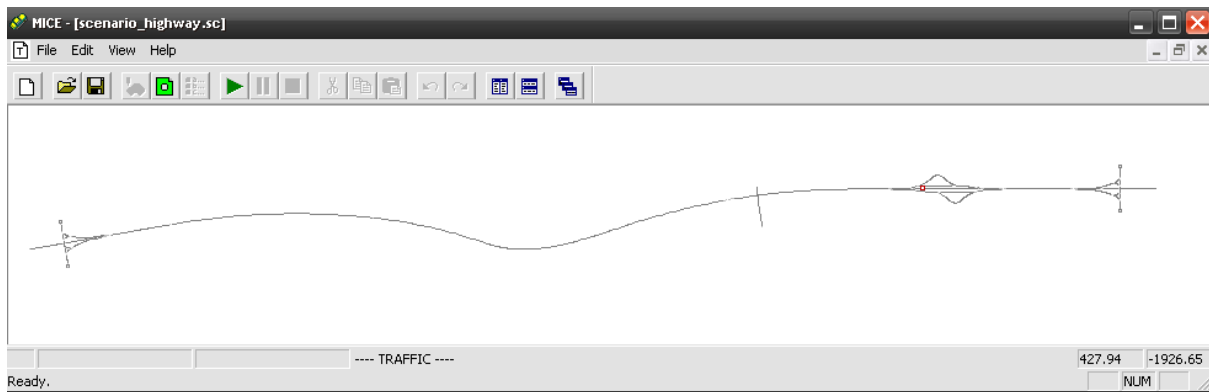 MICE - [scenario_highway.sc]
File Edit View Help
---- TRAFFIC ---- 427.94 -1926.65
Ready. NUM